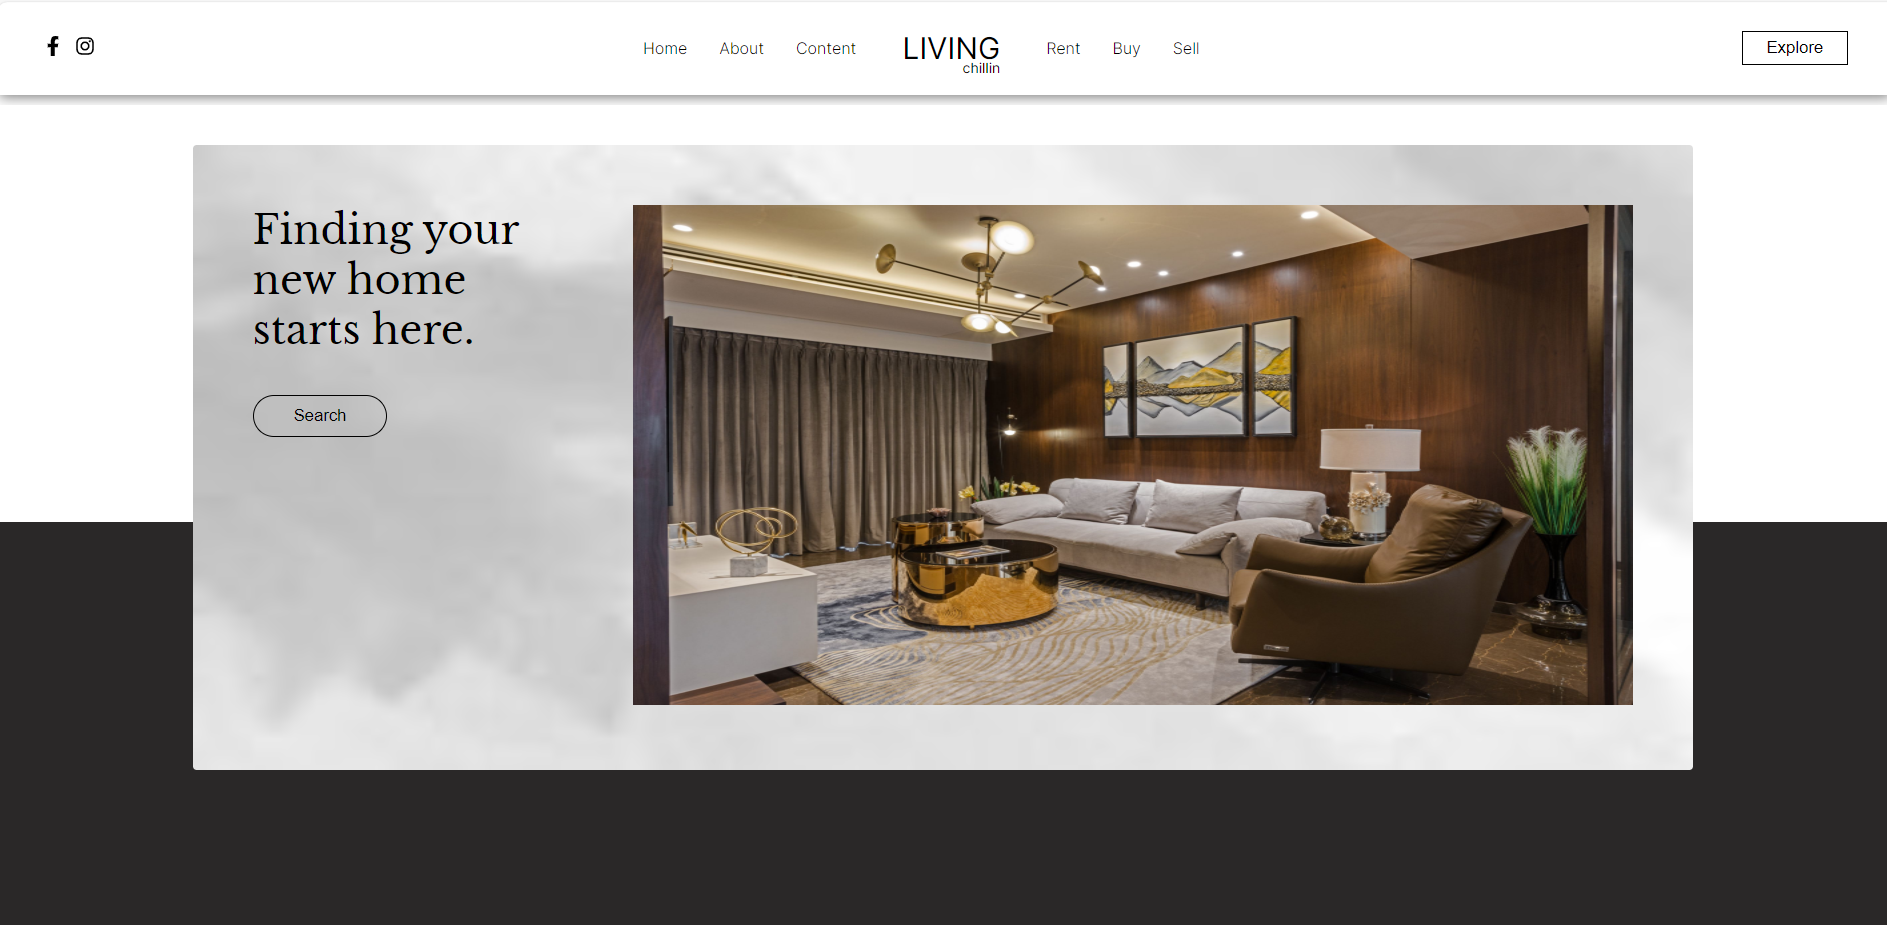 Home
About
Content
LIVING
chillin
Rent
Buy
Sell
Explore
Finding your
new home
starts here.
Search